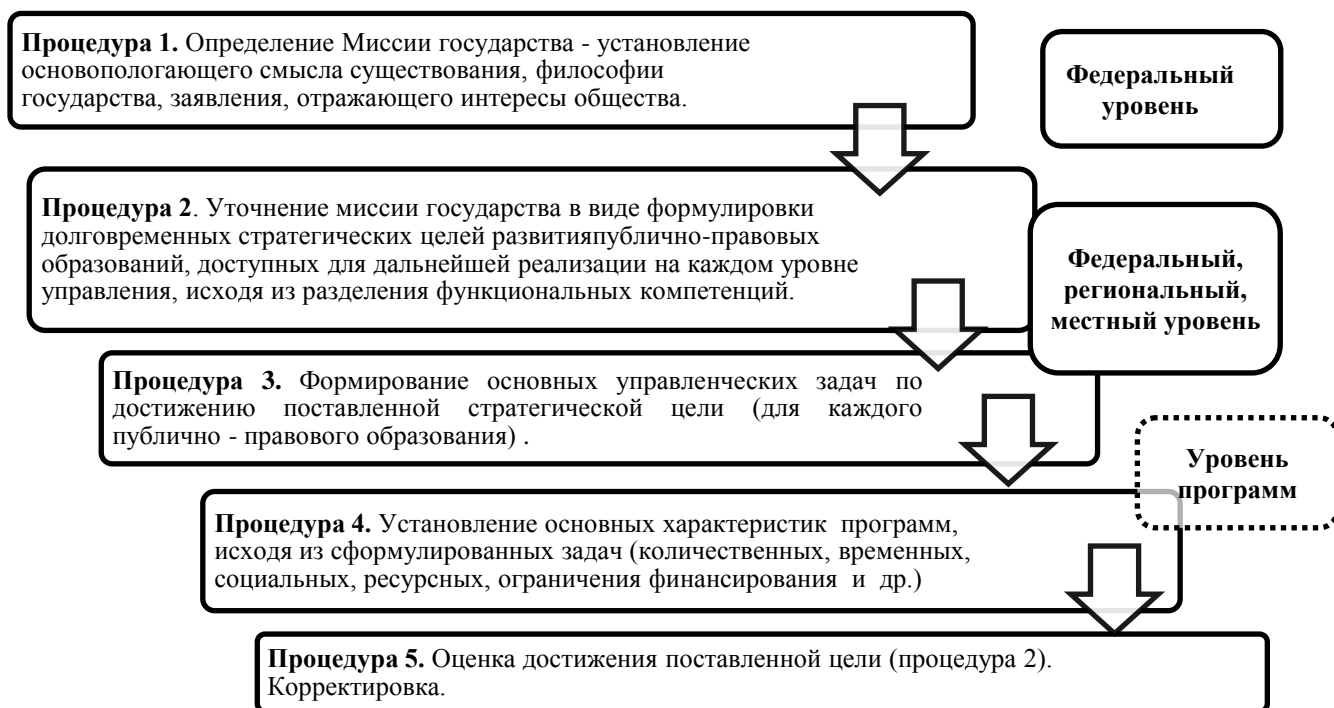 Процедура 1. Определение Миссии государства - установление
основопологающего смысла существования, философии
государства, заявления, отражающего интересы общества.
Федеральный
уровень
Процедура 2. Уточнение миссии государства в виде формулировки
долговременных стратегических целей развитияпублично-правовых
образований, доступных для дальнейшей реализации на каждом уровне
управления, исходя из разделения функциональных компетенций.
Федеральный,
региональный,
местный уровень
Процедура 3. Формирование основных управленческих задач по
достижению поставленной стратегической цели (для каждого
публично - правового образования) .
Уровень
программ
Процедура 4. Установление основных характеристик программ,
исходя из сформулированных задач (количественных, временных,
социальных, ресурсных, ограничения финансирования и др.)
Процедура 5. Оценка достижения поставленной цели (процедура 2).
Корректировка.